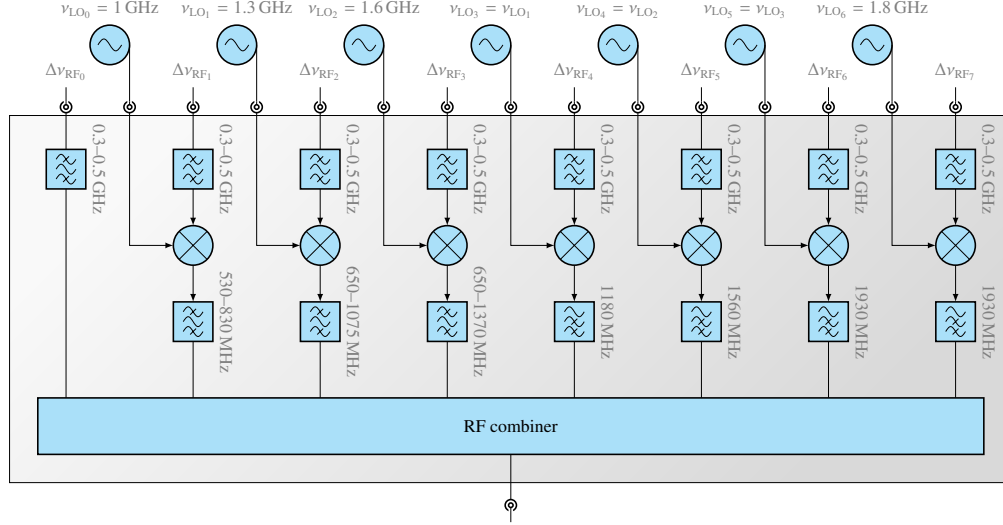 ν_LO₀ = 1 GHz
ν_LO₁ = 1.3 GHz
ν_LO₂ = 1.6 GHz
ν_LO₃ = ν_LO₁
ν_LO₄ = ν_LO₂
ν_LO₅ = ν_LO₃
ν_LO₆ = 1.8 GHz
Δν_RF₀
Δν_RF₁
Δν_RF₂
Δν_RF₃
Δν_RF₄
Δν_RF₅
Δν_RF₆
Δν_RF₇
0.3–0.5 GHz
0.3–0.5 GHz
0.3–0.5 GHz
0.3–0.5 GHz
0.3–0.5 GHz
0.3–0.5 GHz
0.3–0.5 GHz
0.3–0.5 GHz
530–830 MHz
650–1075 MHz
650–1370 MHz
1180 MHz
1560 MHz
1930 MHz
1930 MHz
RF combiner